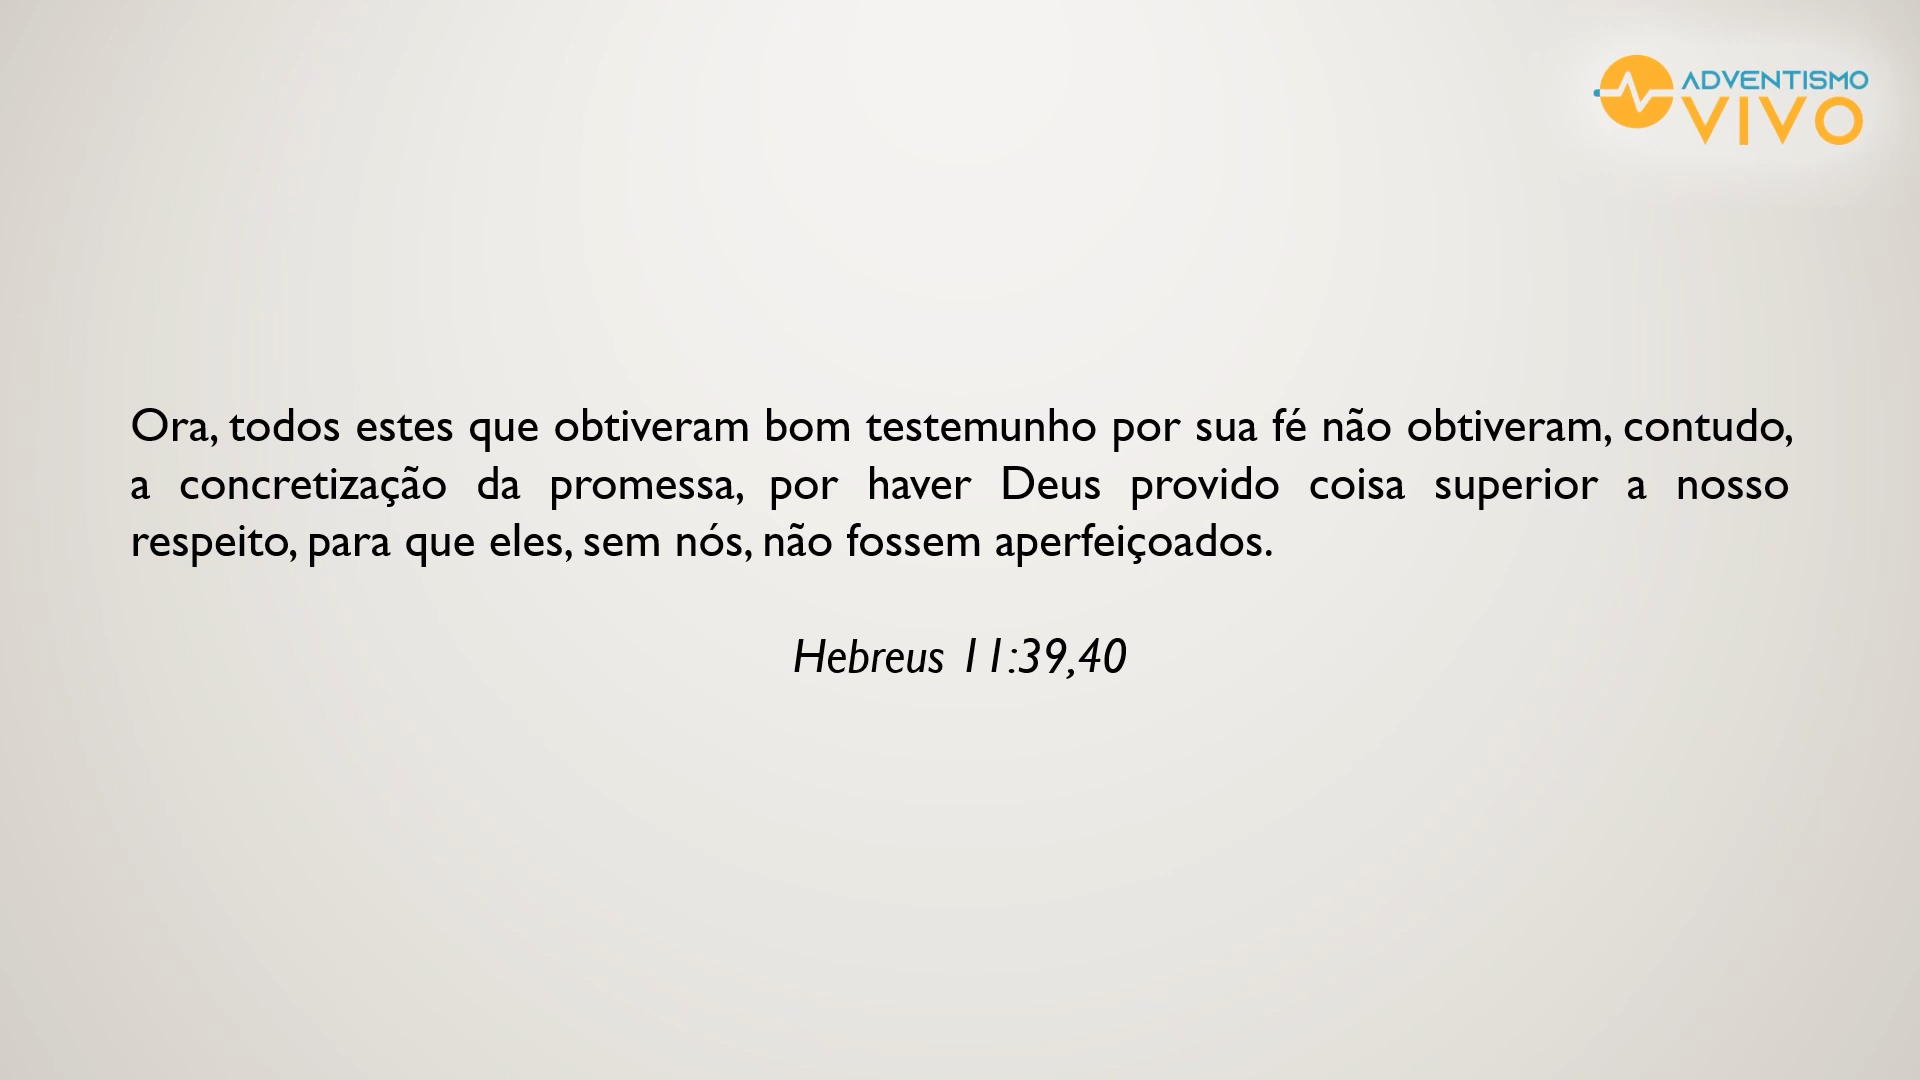 ADVENTISMO
VIVO
Ora, todos estes que obtiveram bom testemunho por sua fé não obtiveram, contudo,
a concretização da promessa, por haver Deus provido coisa superior a nosso
respeito, para que eles, sem nós, não fossem aperfeiçoados.
Hebreus 11:39,40